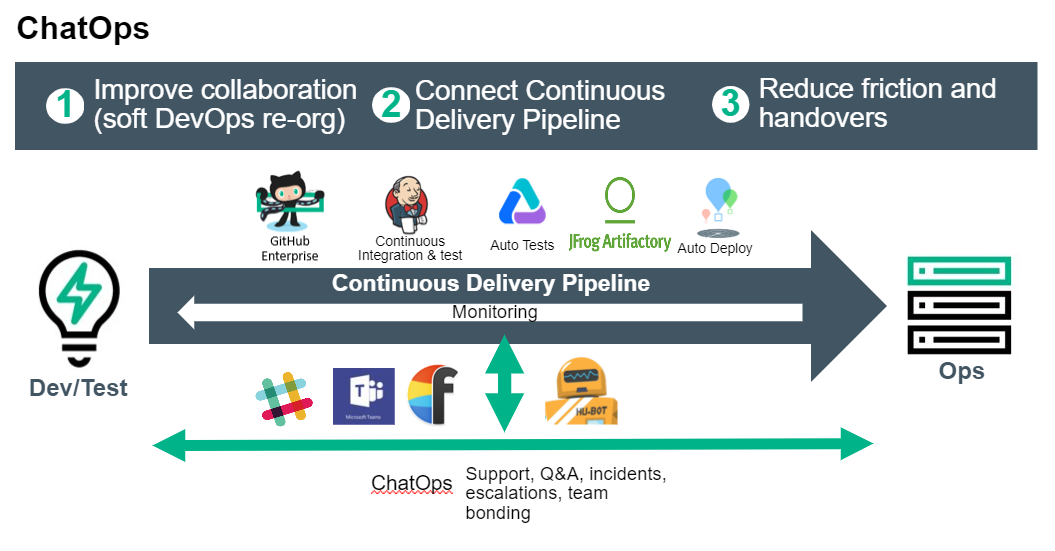 ChatOps
1 Improve collaboration
(soft DevOps re-org)
2 Connect Continuous
Delivery Pipeline
3 Reduce friction and
handovers
GitHub
Enterprise
Continuous
Integration & test
Auto Tests
JFrog Artifactory
Auto Deploy
Continuous Delivery Pipeline
Monitoring
Dev/Test
Ops
T
Microsoft Teams
f
HU-BOT
ChatOps
Support, Q&A, incidents,
escalations, team
bonding